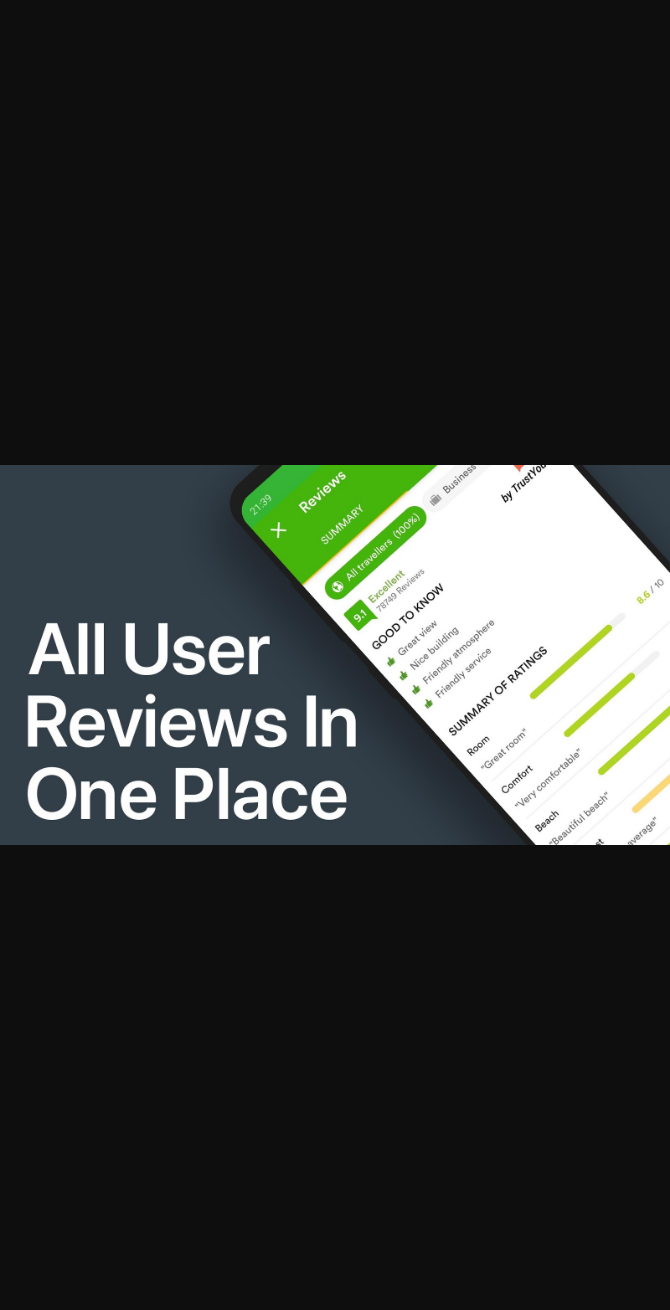 All User
Reviews In
One Place
21:39
Reviews
SUMMARY
All travellers (100%)
Business
by TrustYou
9.1
Excellent
78749 Reviews
GOOD TO KNOW
Great view
Nice building
Friendly atmosphere
Friendly service
SUMMARY OF RATINGS
Room
8.6 / 10
"Great room"
Comfort
"Very comfortable"
Beach
"Beautiful beach"